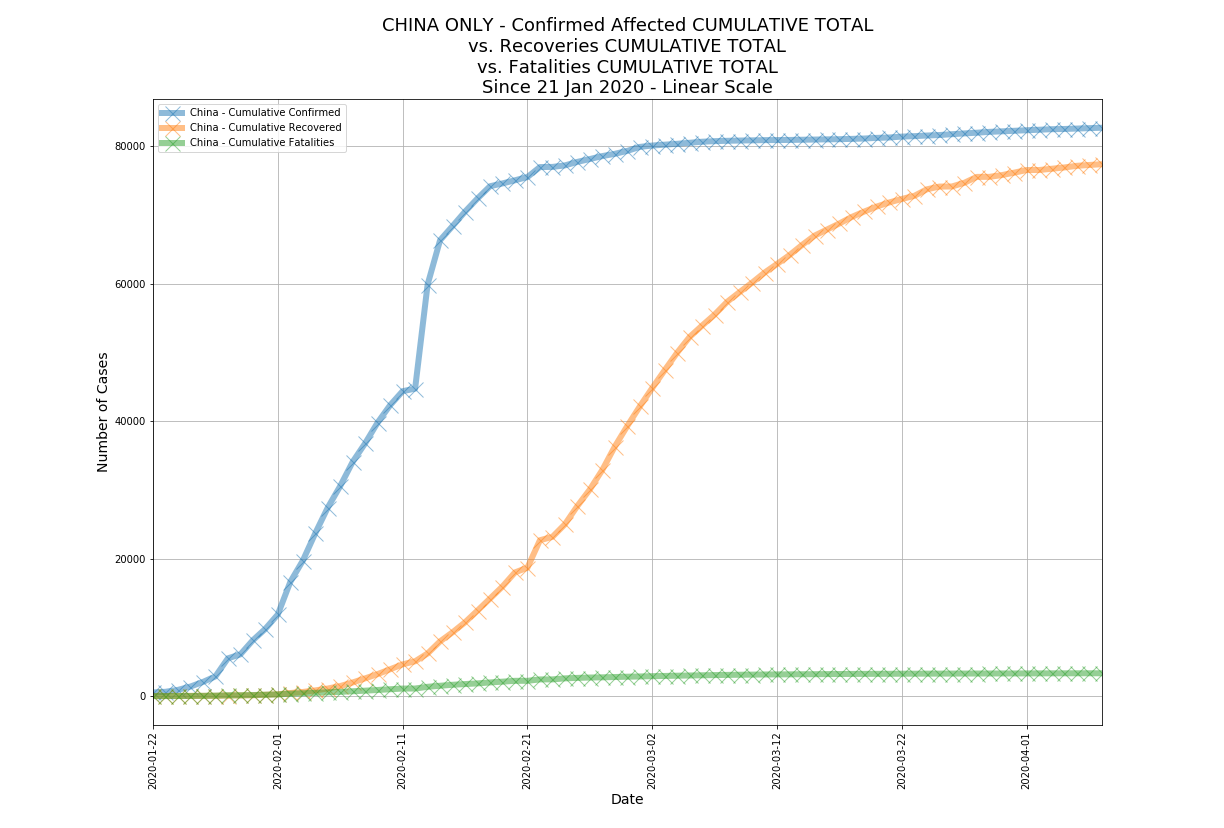 CHINA ONLY - Confirmed Affected CUMULATIVE TOTAL
vs. Recoveries CUMULATIVE TOTAL
vs. Fatalities CUMULATIVE TOTAL
Since 21 Jan 2020 - Linear Scale
China - Cumulative Confirmed
China - Cumulative Recovered
China - Cumulative Fatalities
80000
60000
40000
20000
0
Number of Cases
2020-01-22
2020-02-01
2020-02-11
2020-02-21
2020-03-02
2020-03-12
2020-03-22
2020-04-01
Date